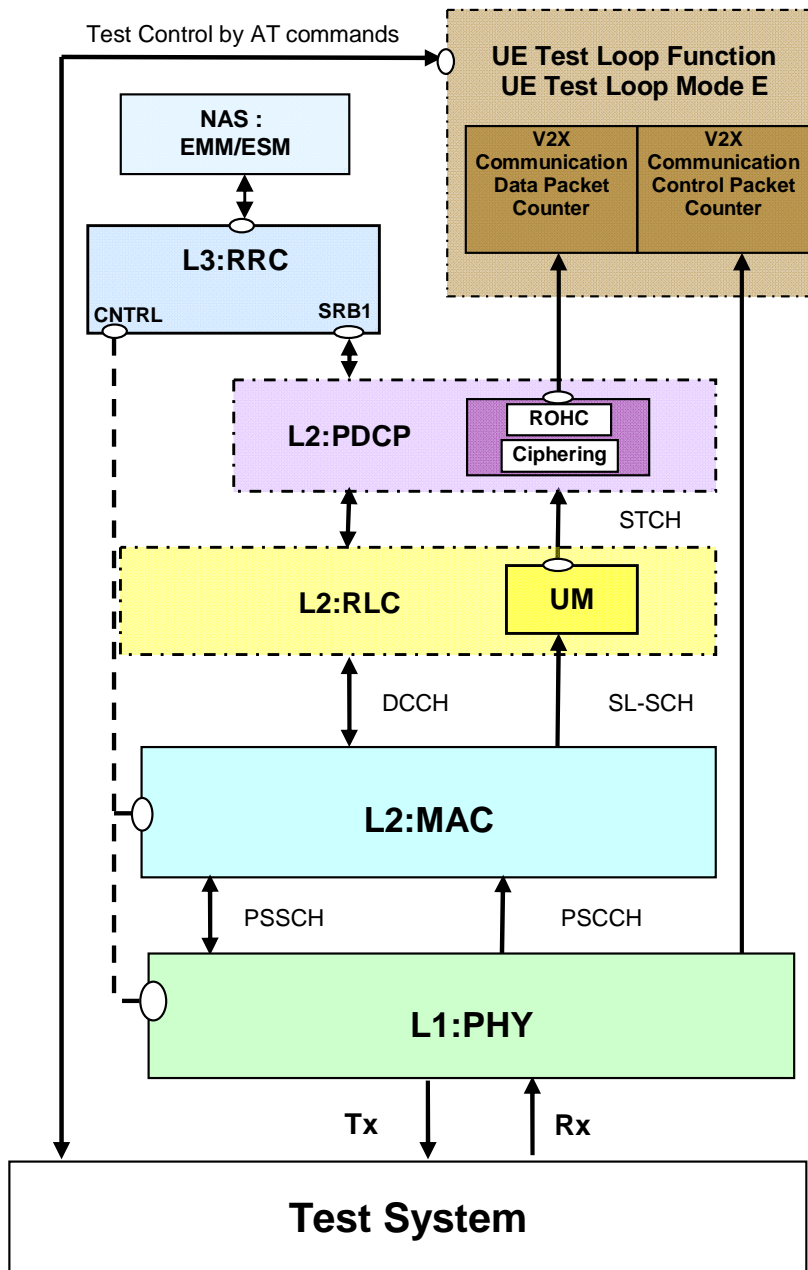 Test Control by AT commands
UE Test Loop Function
UE Test Loop Mode E
V2X
Communication
Data Packet
Counter
V2X
Communication
Control Packet
Counter
NAS :
EMM/ESM
L3:RRC
CNTRL
SRB1
L2:PDCP
ROHC
Ciphering
STCH
L2:RLC
UM
DCCH
SL-SCH
L2:MAC
PSSCH
PSCCH
L1:PHY
Tx
Rx
Test System